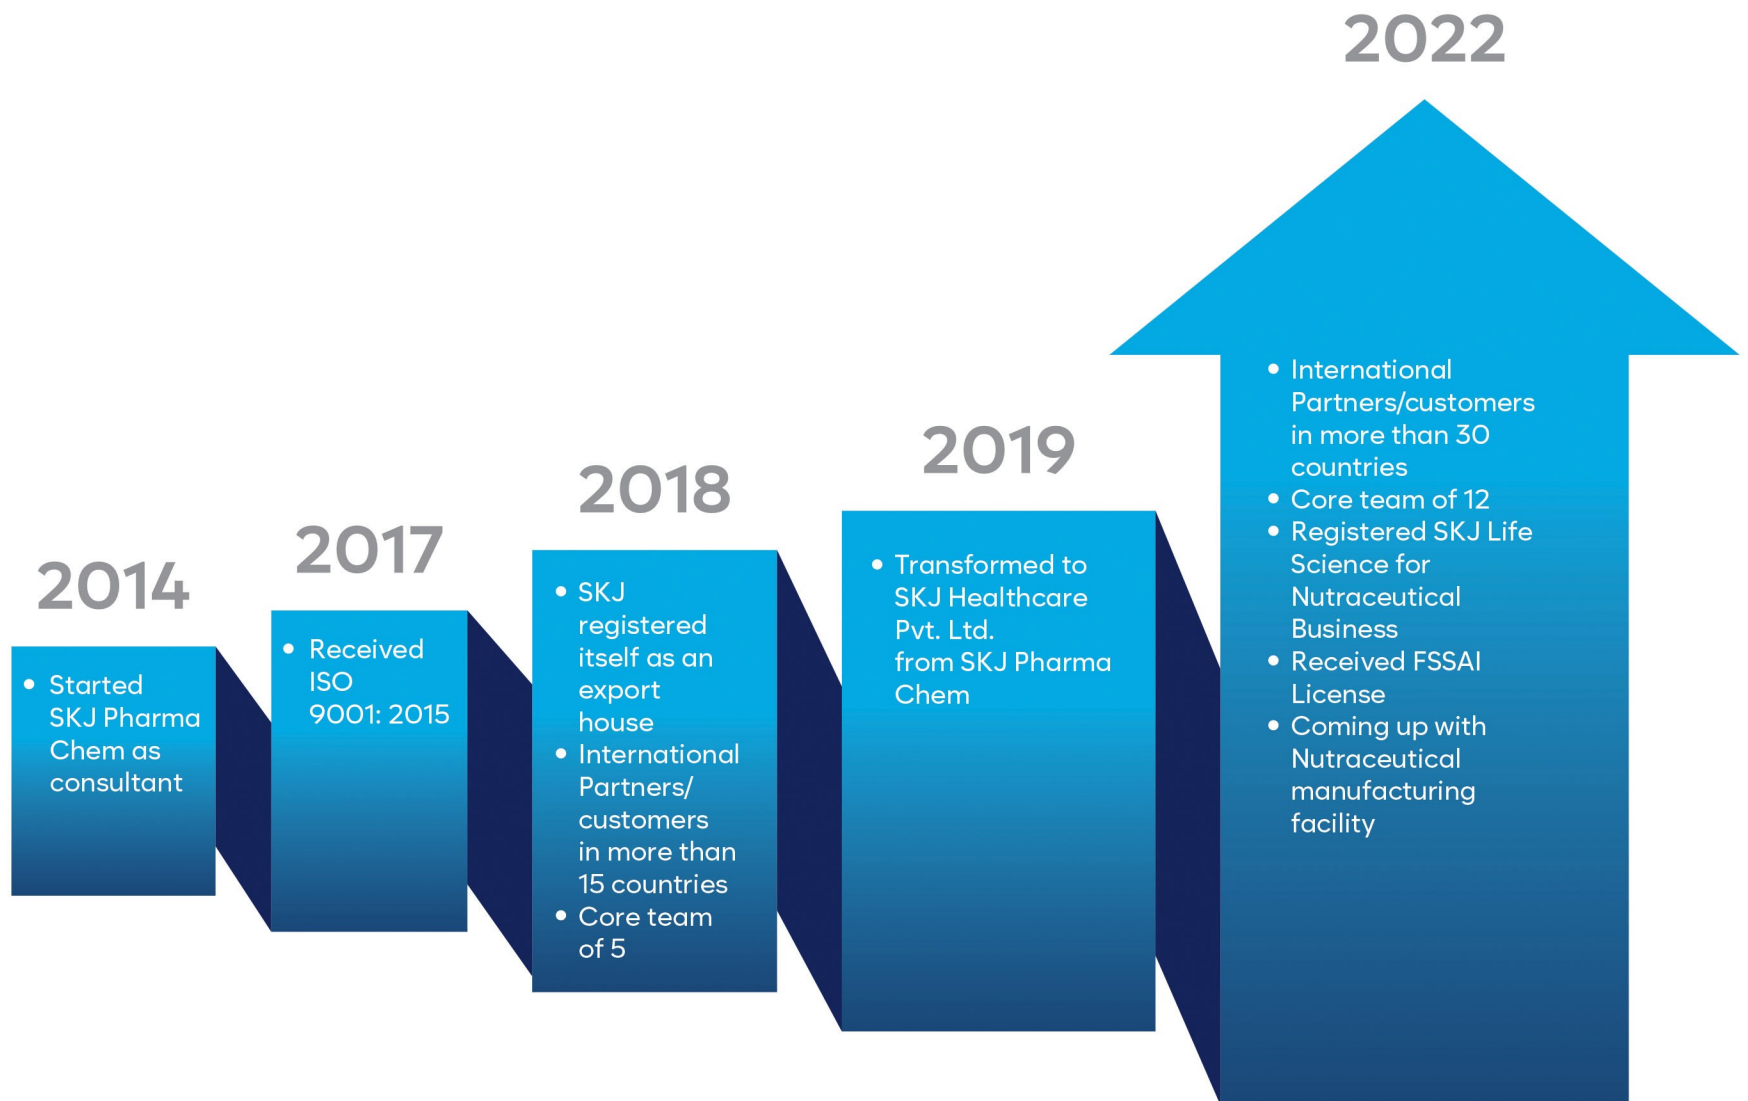 2014
• Started
SKJ Pharma
Chem as
consultant
2017
• Received
ISO
9001: 2015
2018
• SKJ
registered
itself as an
export
house
• International
Partners/
customers
in more than
15 countries
• Core team
of 5
2019
• Transformed to
SKJ Healthcare
Pvt. Ltd.
from SKJ Pharma
Chem
2022
• International
Partners/customers
in more than 30
countries
• Core team of 12
• Registered SKJ Life
Science for
Nutraceutical
Business
• Received FSSAI
License
• Coming up with
Nutraceutical
manufacturing
facility